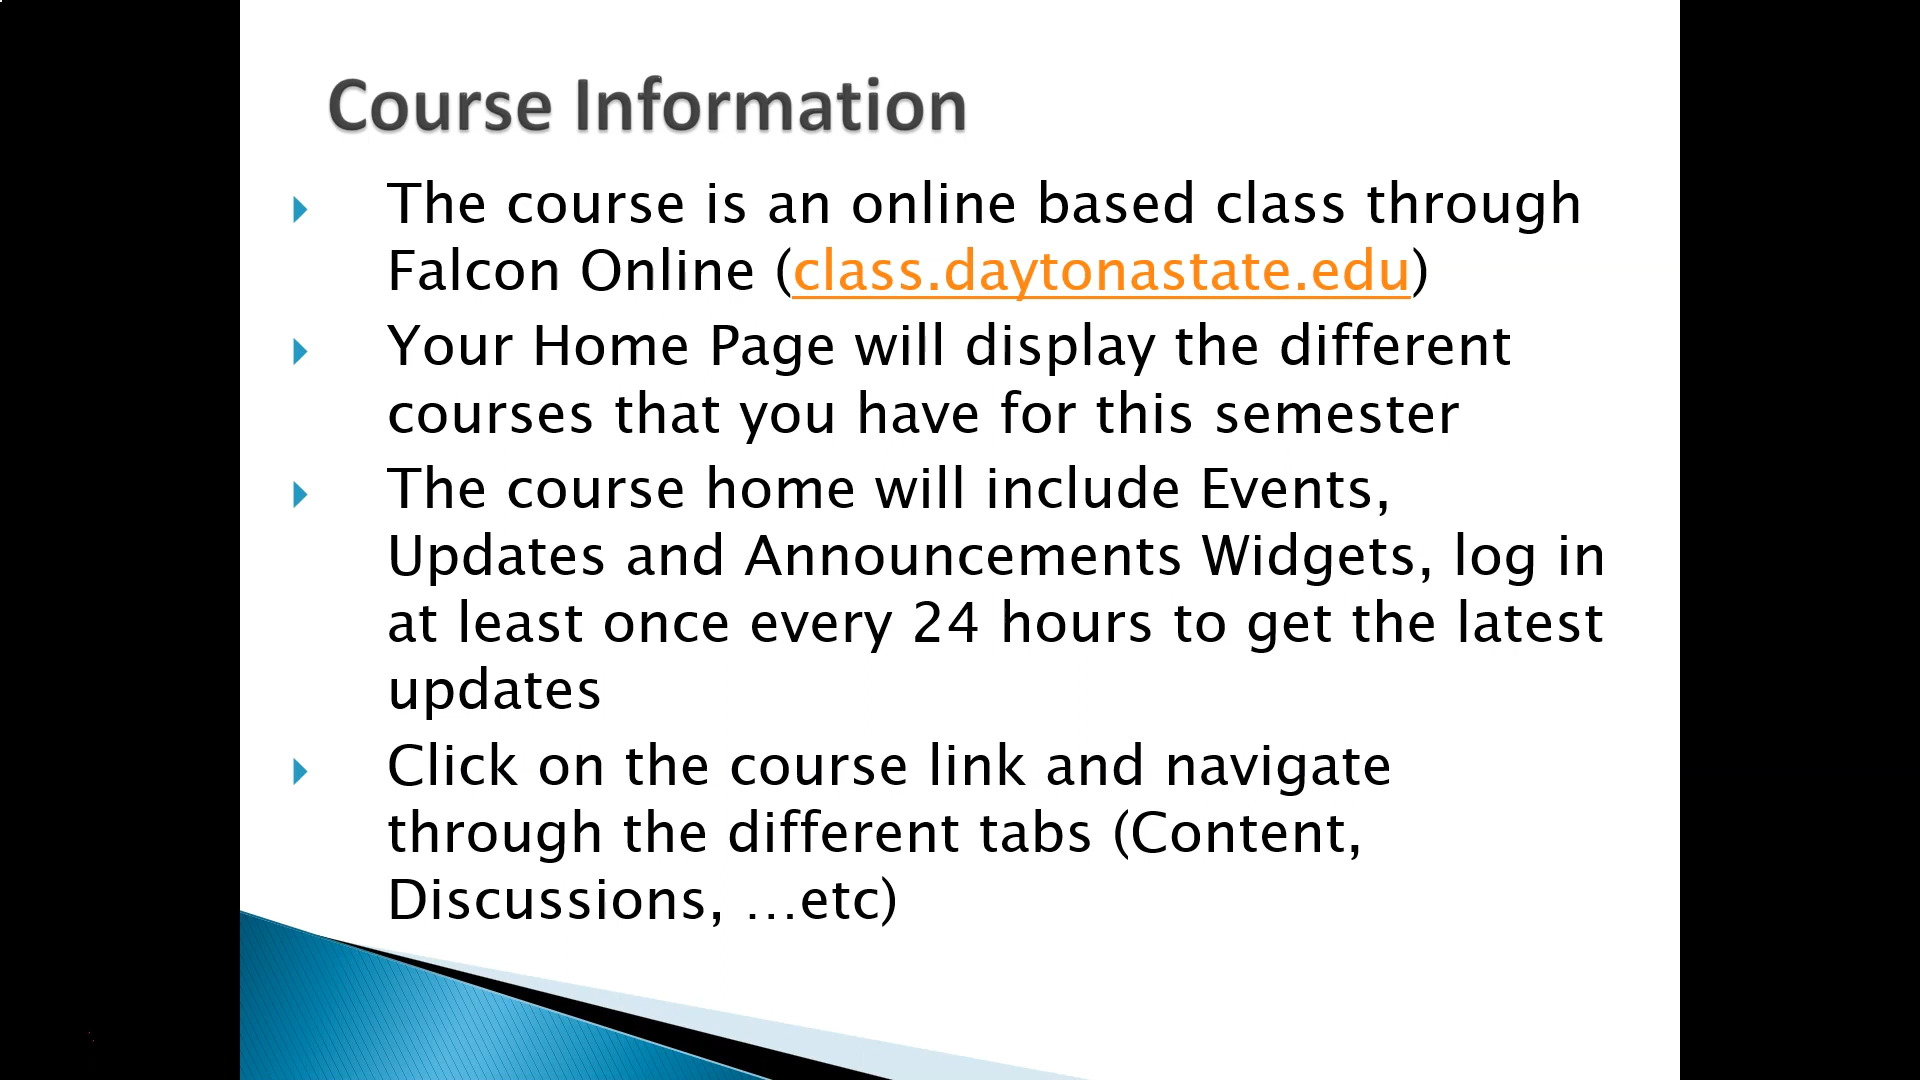 Course Information
The course is an online based class through
Falcon Online (class.daytonastate.edu)
Your Home Page will display the different
courses that you have for this semester
The course home will include Events,
Updates and Announcements Widgets, log in
at least once every 24 hours to get the latest
updates
Click on the course link and navigate
through the different tabs (Content,
Discussions, …etc)